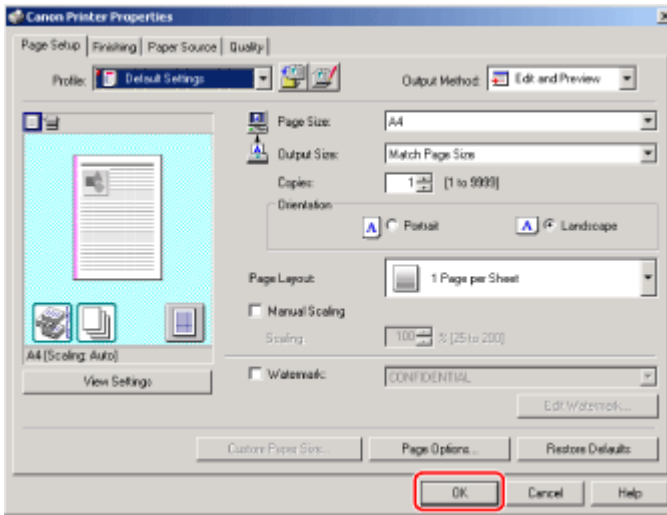 Canon Printer Properties
Page Setup Finishing Paper Source Quality
Profile: Default Settings Output Method: Edit and Preview
Page Size: A4
Output Size: Match Page Size
Copies: 1 [1 to 9999]
Orientation
A Portrait A Landscape
Page Layout: 1 Page per Sheet
Manual Scaling
Scaling: 100 % [25 to 200]
A4 [Scaling: Auto]
View Settings
Watermark: CONFIDENTIAL
Edit Watermark...
Custom Paper Size... Page Options... Restore Defaults
OK Cancel Help